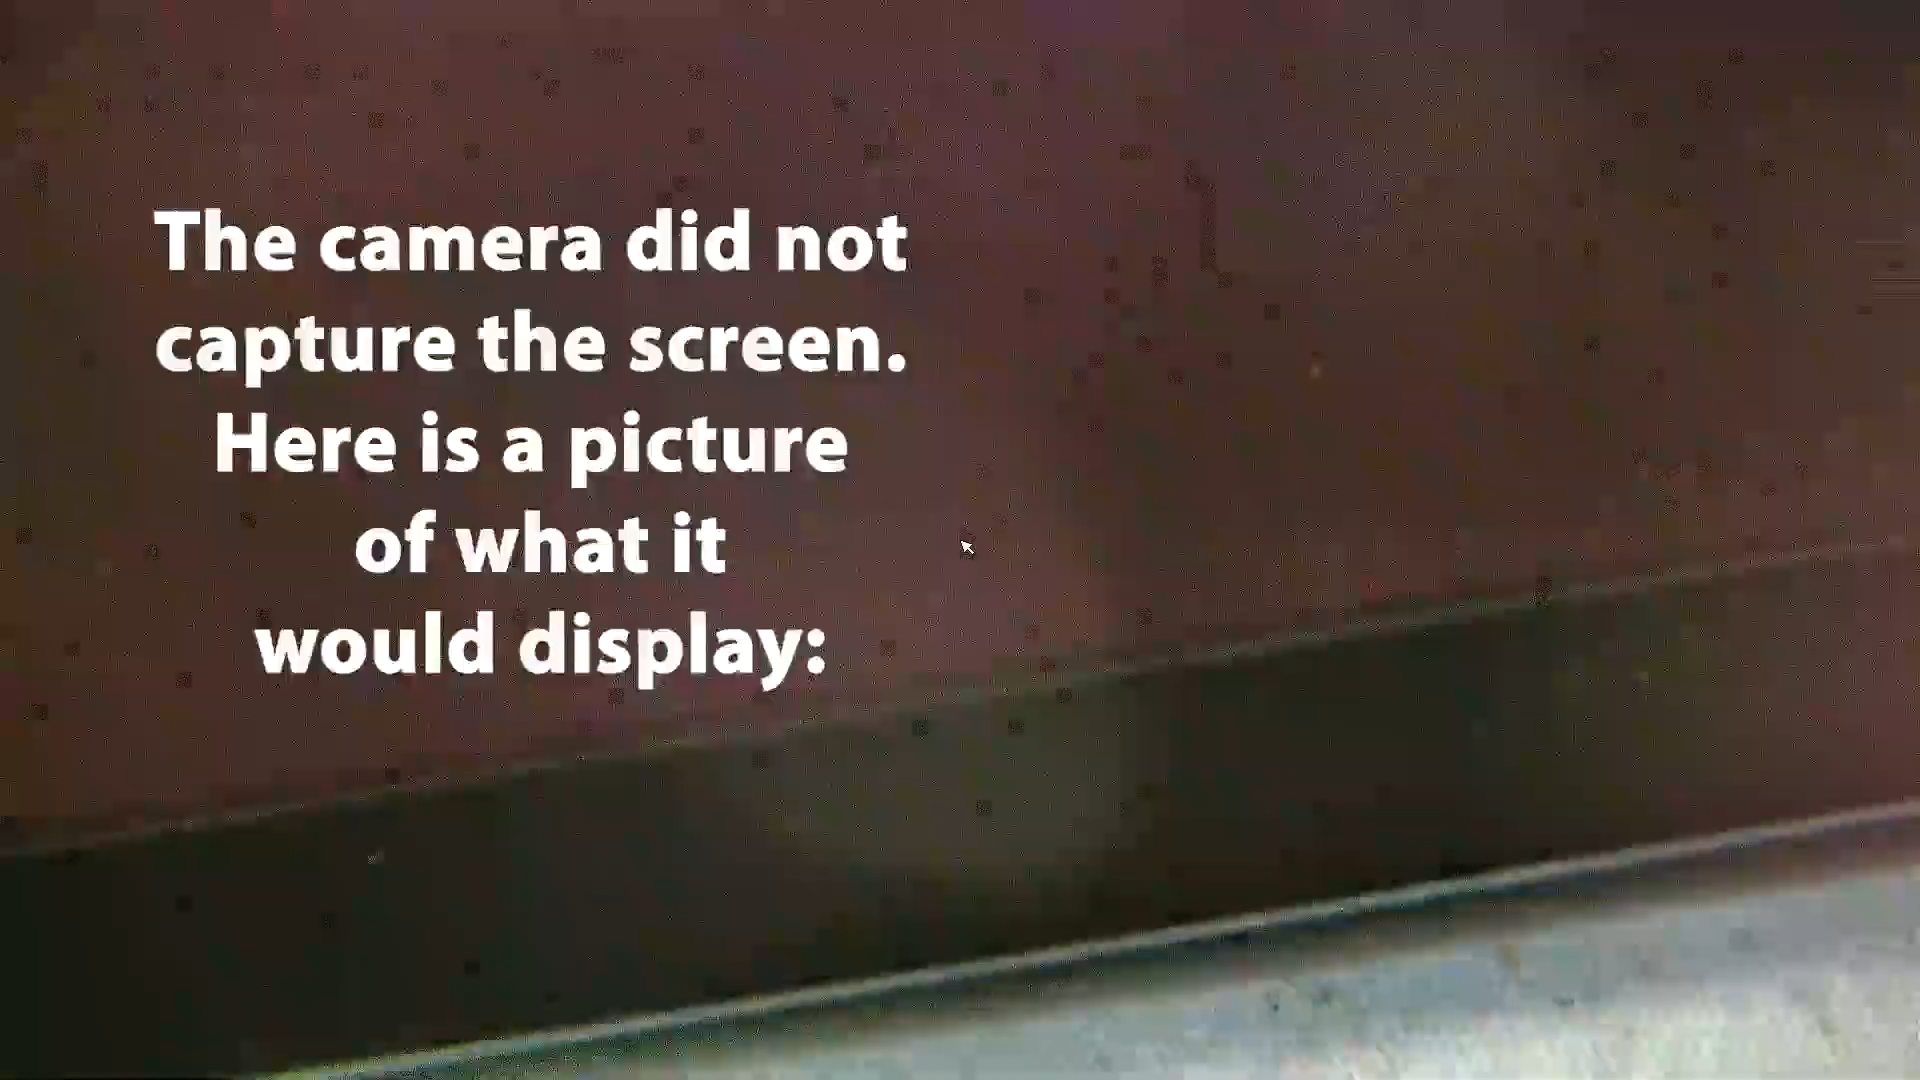 The camera did not
capture the screen.
Here is a picture
of what it
would display: